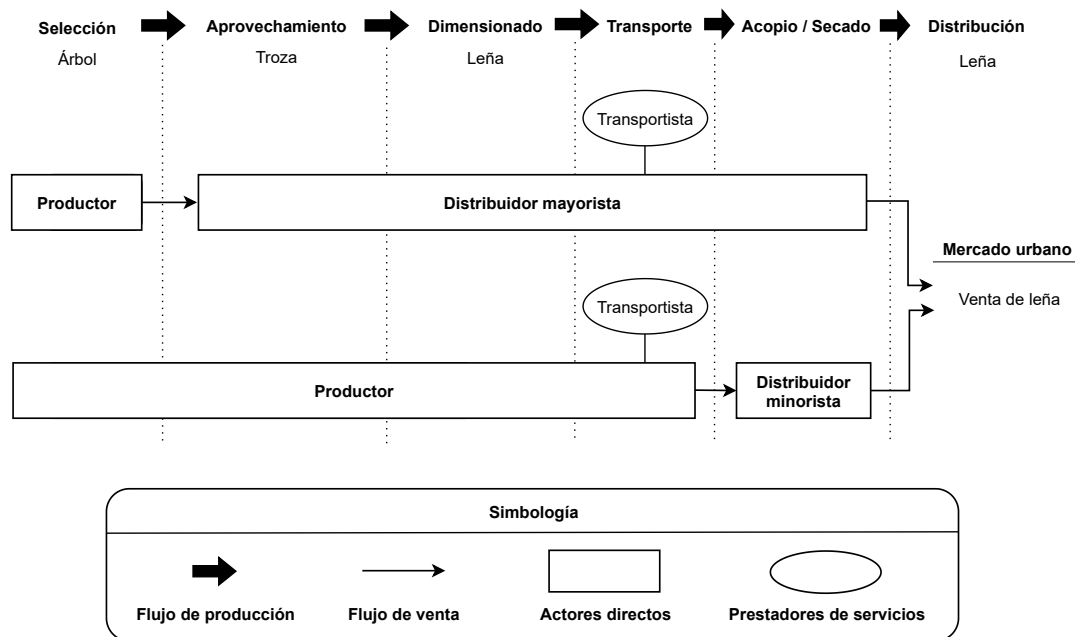 Selección
Aprovechamiento
Dimensionado
Transporte
Acopio / Secado
Distribución
Árbol
Troza
Leña
Leña
Transportista
Productor
Distribuidor mayorista
Mercado urbano
Transportista
Venta de leña
Productor
Distribuidor
minorista
Simbología
Flujo de producción
Flujo de venta
Actores directos
Prestadores de servicios